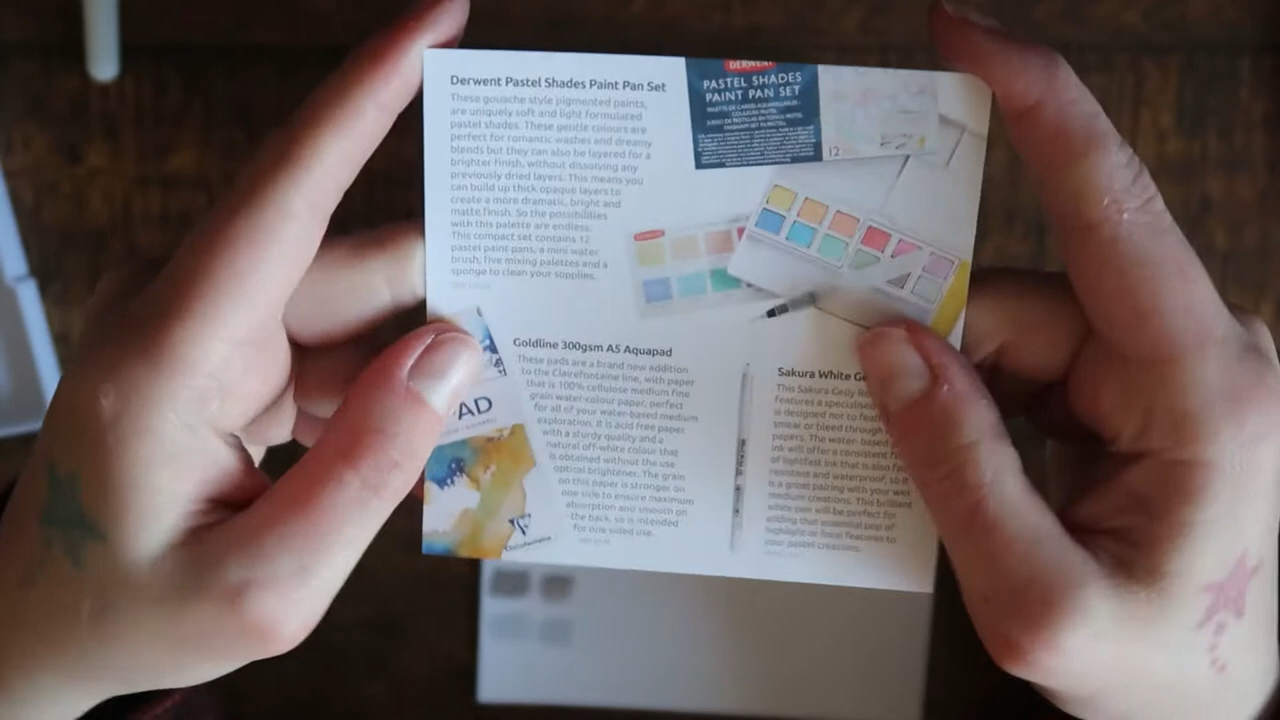 Derwent Pastel Shades Paint Pan Set
These gouache style pigmented paints,
are uniquely soft and light formulated
pastel shades. These gentle colours are
perfect for romantic washes and dreamy
blends but they can also be layered for a
brighter finish, without dissolving any
previously dried layers. This means you
can build up thick opaque layers to
create a more dramatic, bright and
matte finish. So the possibilities
with this palette are endless.
This compact set contains 12
pastel paint pans, a mini water
brush, five mixing palettes and a
sponge to clean your supplies.
DERWENT
PASTEL SHADES
PAINT PAN SET
12
Goldline 300gsm A5 Aquapad
These pads are a brand new addition
to the Clairefontaine line, with paper
that is 100% cellulose medium fine
grain water colour paper, perfect
for all of your water-based medium
exploration. It is acid free paper
with a sturdy quality and a
natural off-white colour that
is obtained without the use
optical brightener. The grain
on this paper is stronger on
one side to ensure maximum
absorption and smooth on
the back, so is intended
for one sided use.
AD
Clairefontaine
Sakura White Ge
This Sakura Gelly Ro
features a specialised
is designed not to feath
smear or bleed through
papers. The water-based
ink will offer a consistent
of lightfast ink that is also
resistant and waterproof, so it
is a great pairing with your wet
medium creations. This brilliant
white pen will be perfect for
adding that essential pop of
highlight or focal features to
your pastel creations.